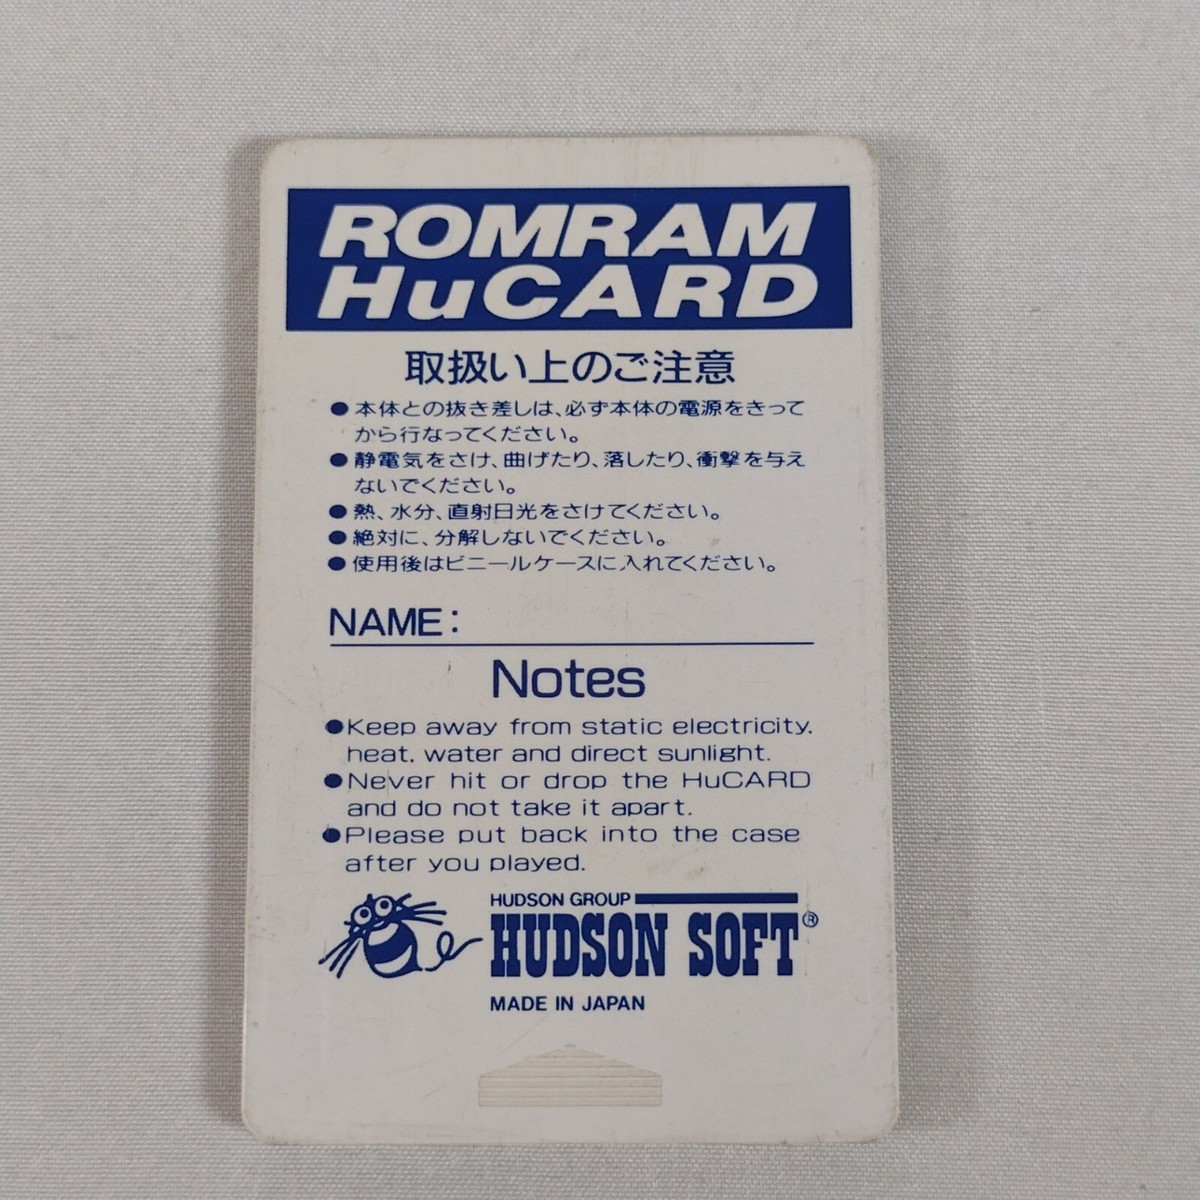 ROMRAM
HuCARD
取扱い上のご注意
●本体との抜き差しは、必ず本体の電源をきって
から行なってください。
●静電気をさけ、曲げたり、落したり、衝撃を与え
ないでください。
●熱、水分、直射日光をさけてください。
●絶対に、分解しないでください。
●使用後はビニールケースに入れてください。
NAME:
Notes
●Keep away from static electricity,
heat, water and direct sunlight.
●Never hit or drop the HuCARD
and do not take it apart.
●Please put back into the case
after you played.
HUDSON GROUP
HUDSON SOFT®
MADE IN JAPAN